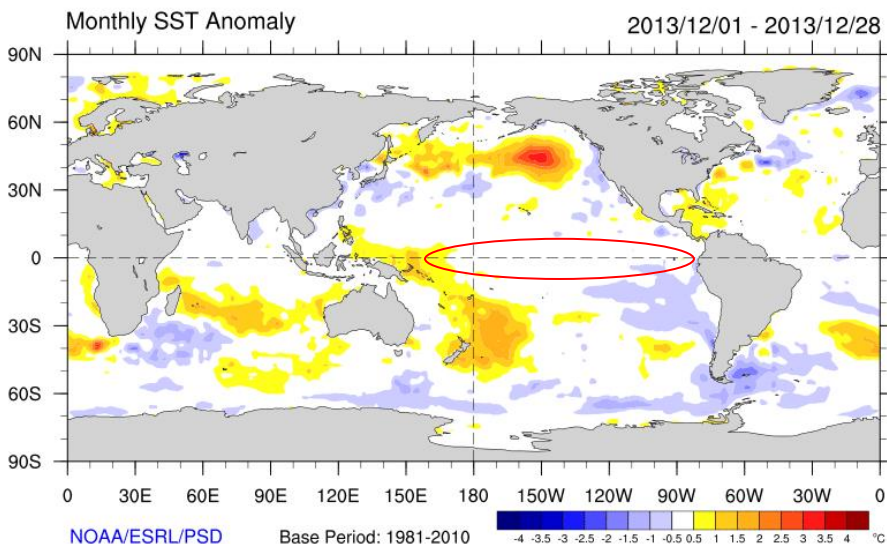 Monthly SST Anomaly 2013/12/01 - 2013/12/28
90N
60N
30N
0
30S
60S
90S
0 30E 60E 90E 120E 150E 180 150W 120W 90W 60W 30W 0
NOAA/ESRL/PSD Base Period: 1981-2010
-4 -3.5 -3 -2.5 -2 -1.5 -1 -0.5 0.5 1 1.5 2 2.5 3 3.5 4 °C